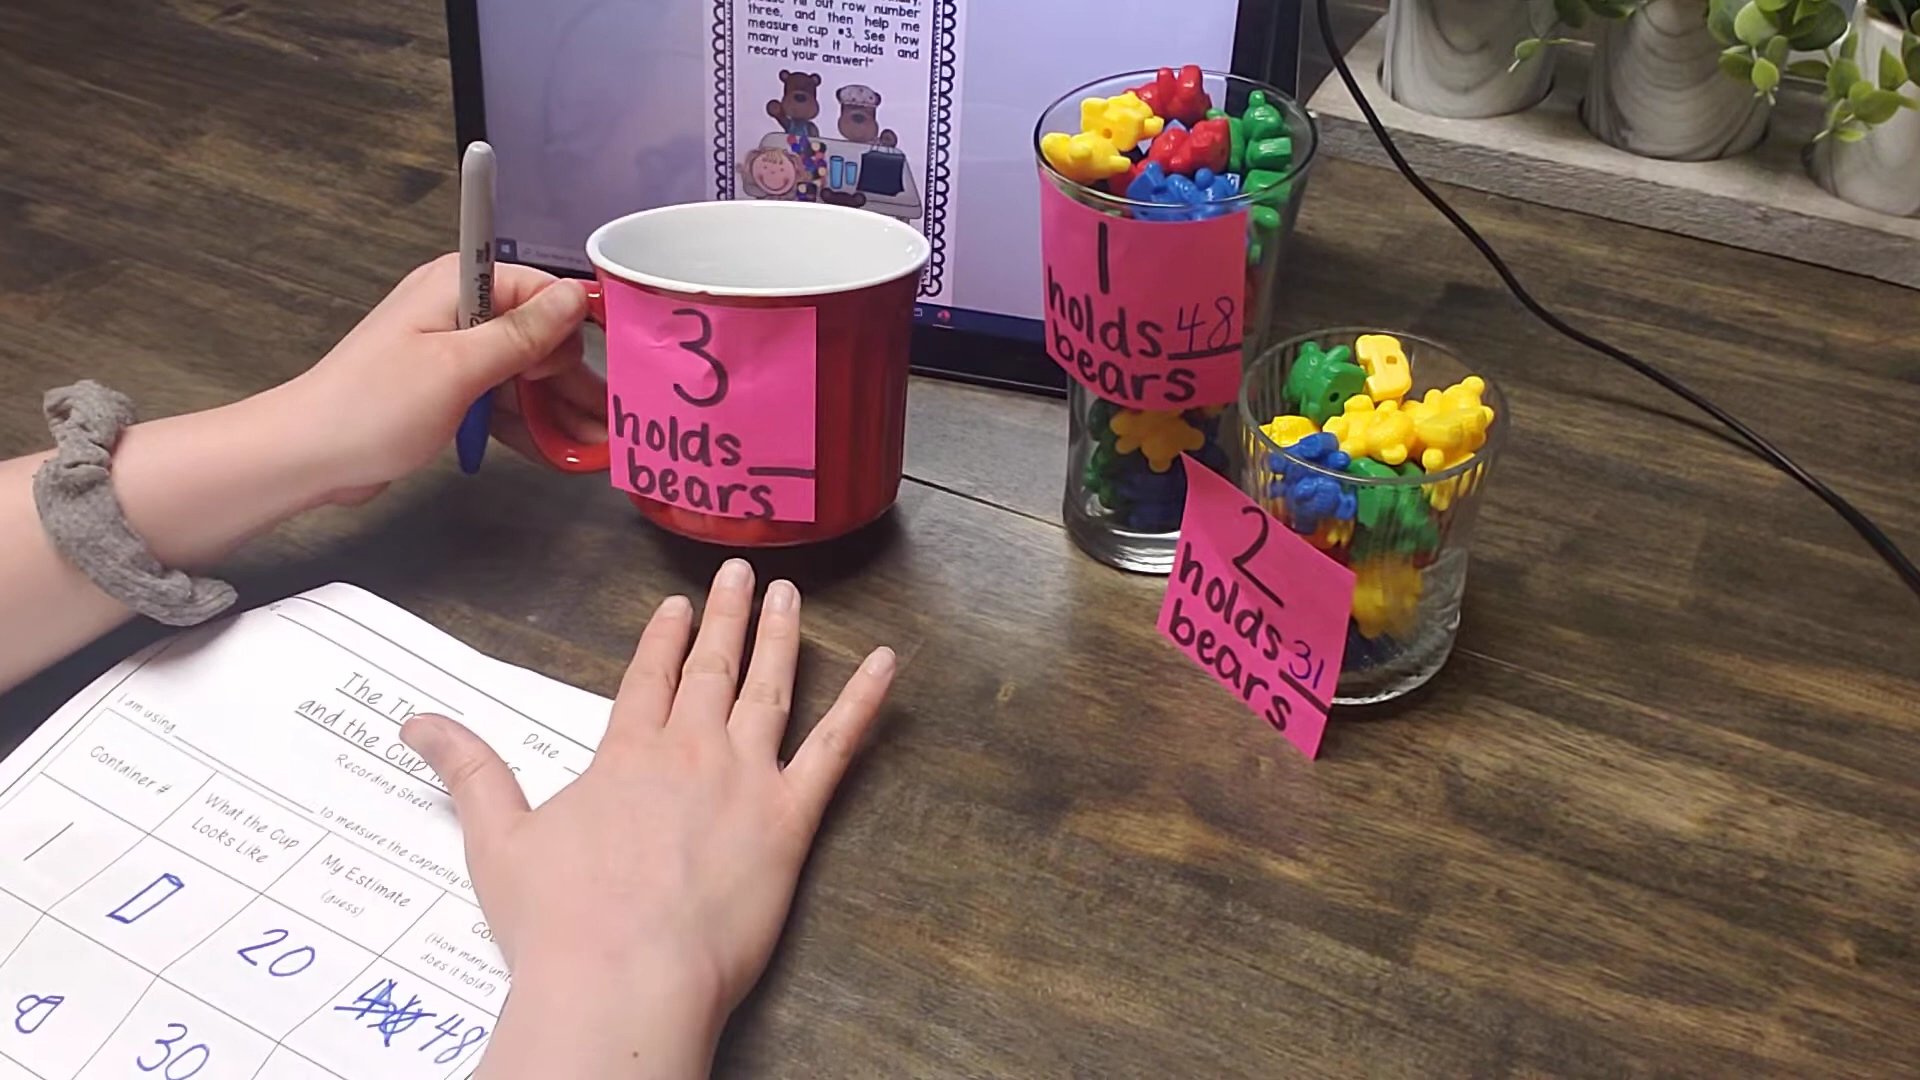 three, and then help me
measure cup #3. See how
many units it holds and
record your answer!"
3
holds __
bears
1
holds 48
bears
2
holds 31
bears
Sharpie
Date
The
and the Cup
Recording Sheet
I am using
to measure the capacity of
Container #
What the Cup
Looks Like
My Estimate
(guess)
(How many units
does it hold?)
1
20
48
30